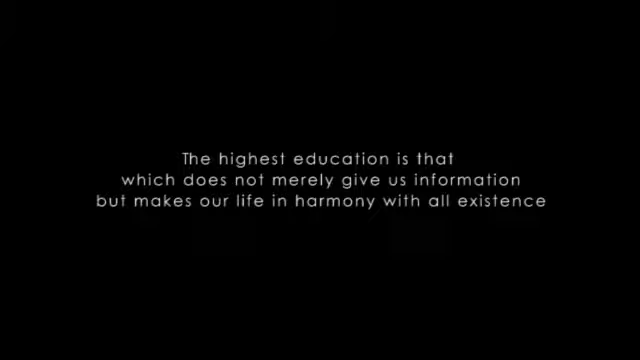 The highest education is that
which does not merely give us information
but makes our life in harmony with all existence